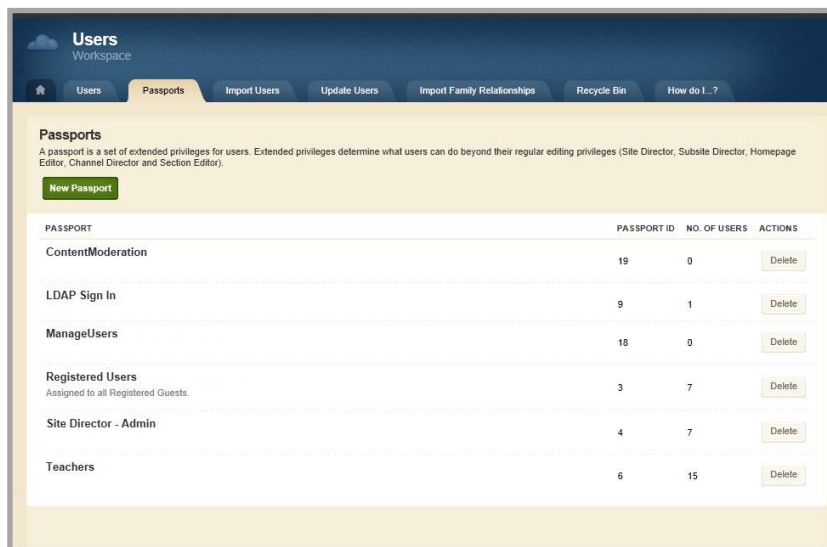 Users
Workspace
Users Passports Import Users Update Users Import Family Relationships Recycle Bin How do I...?
Passports
A passport is a set of extended privileges for users. Extended privileges determine what users can do beyond their regular editing privileges (Site Director, Subsite Director, Homepage
Editor, Channel Director and Section Editor).
New Passport
PASSPORT PASSPORT ID NO. OF USERS ACTIONS
ContentModeration 19 0 Delete
LDAP Sign In 9 1 Delete
ManageUsers 18 0 Delete
Registered Users 3 7 Delete
Assigned to all Registered Guests.
Site Director - Admin 4 7 Delete
Teachers 6 15 Delete